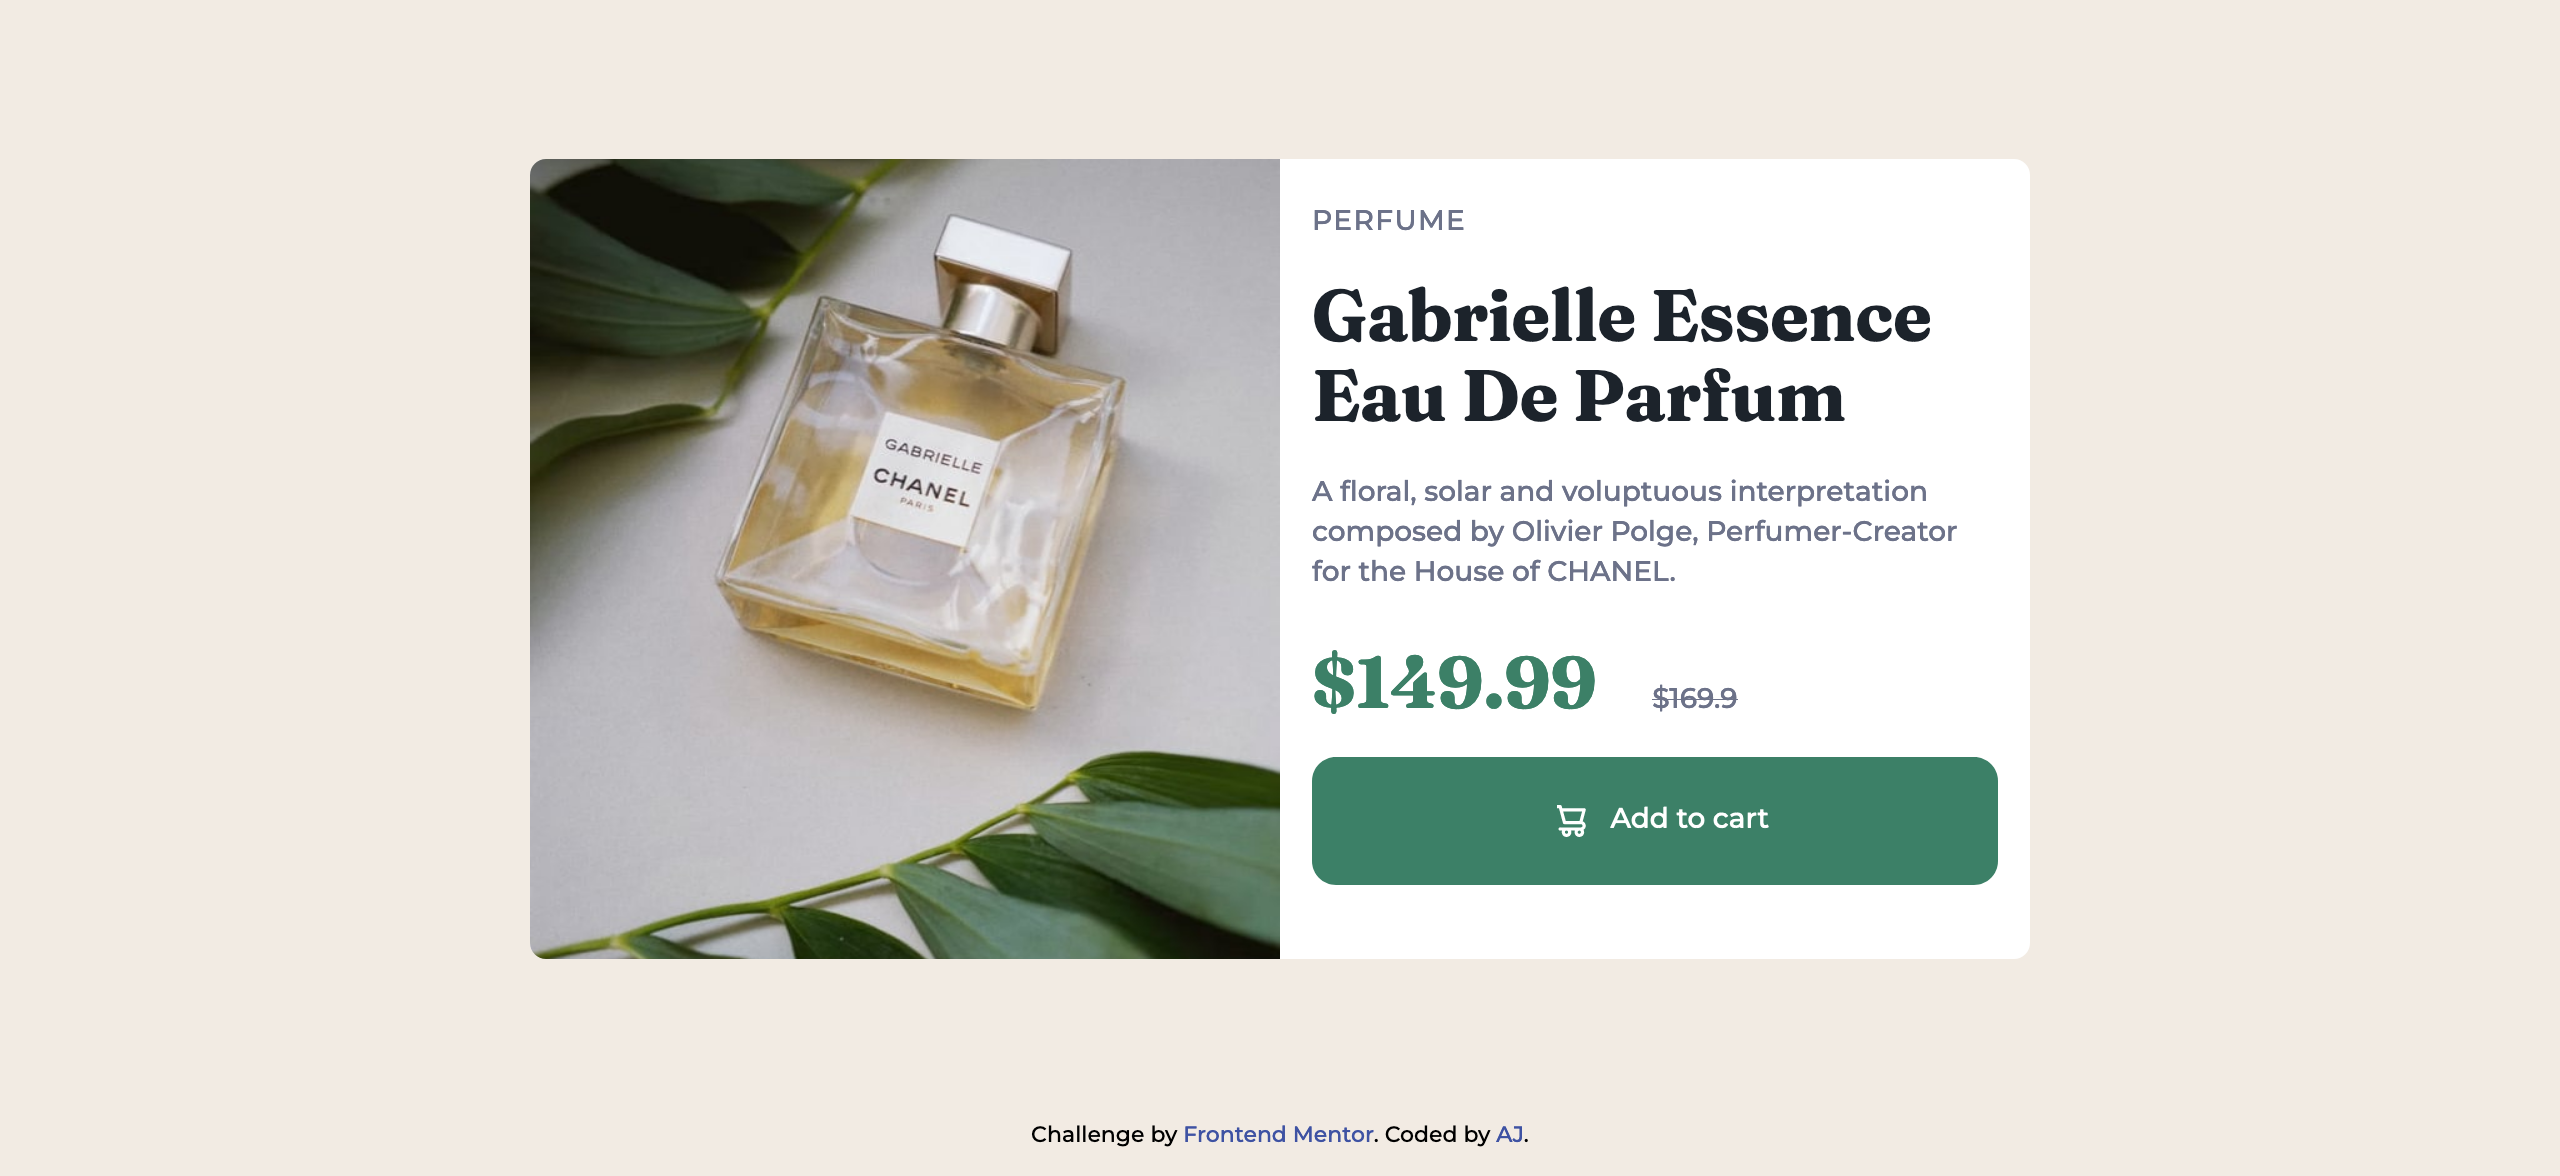 GABRIELLE
CHANEL
PARIS
PERFUME
Gabrielle Essence
Eau De Parfum
A floral, solar and voluptuous interpretation
composed by Olivier Polge, Perfumer-Creator
for the House of CHANEL.
$149.99 $169.9
Add to cart
Challenge by Frontend Mentor. Coded by AJ.